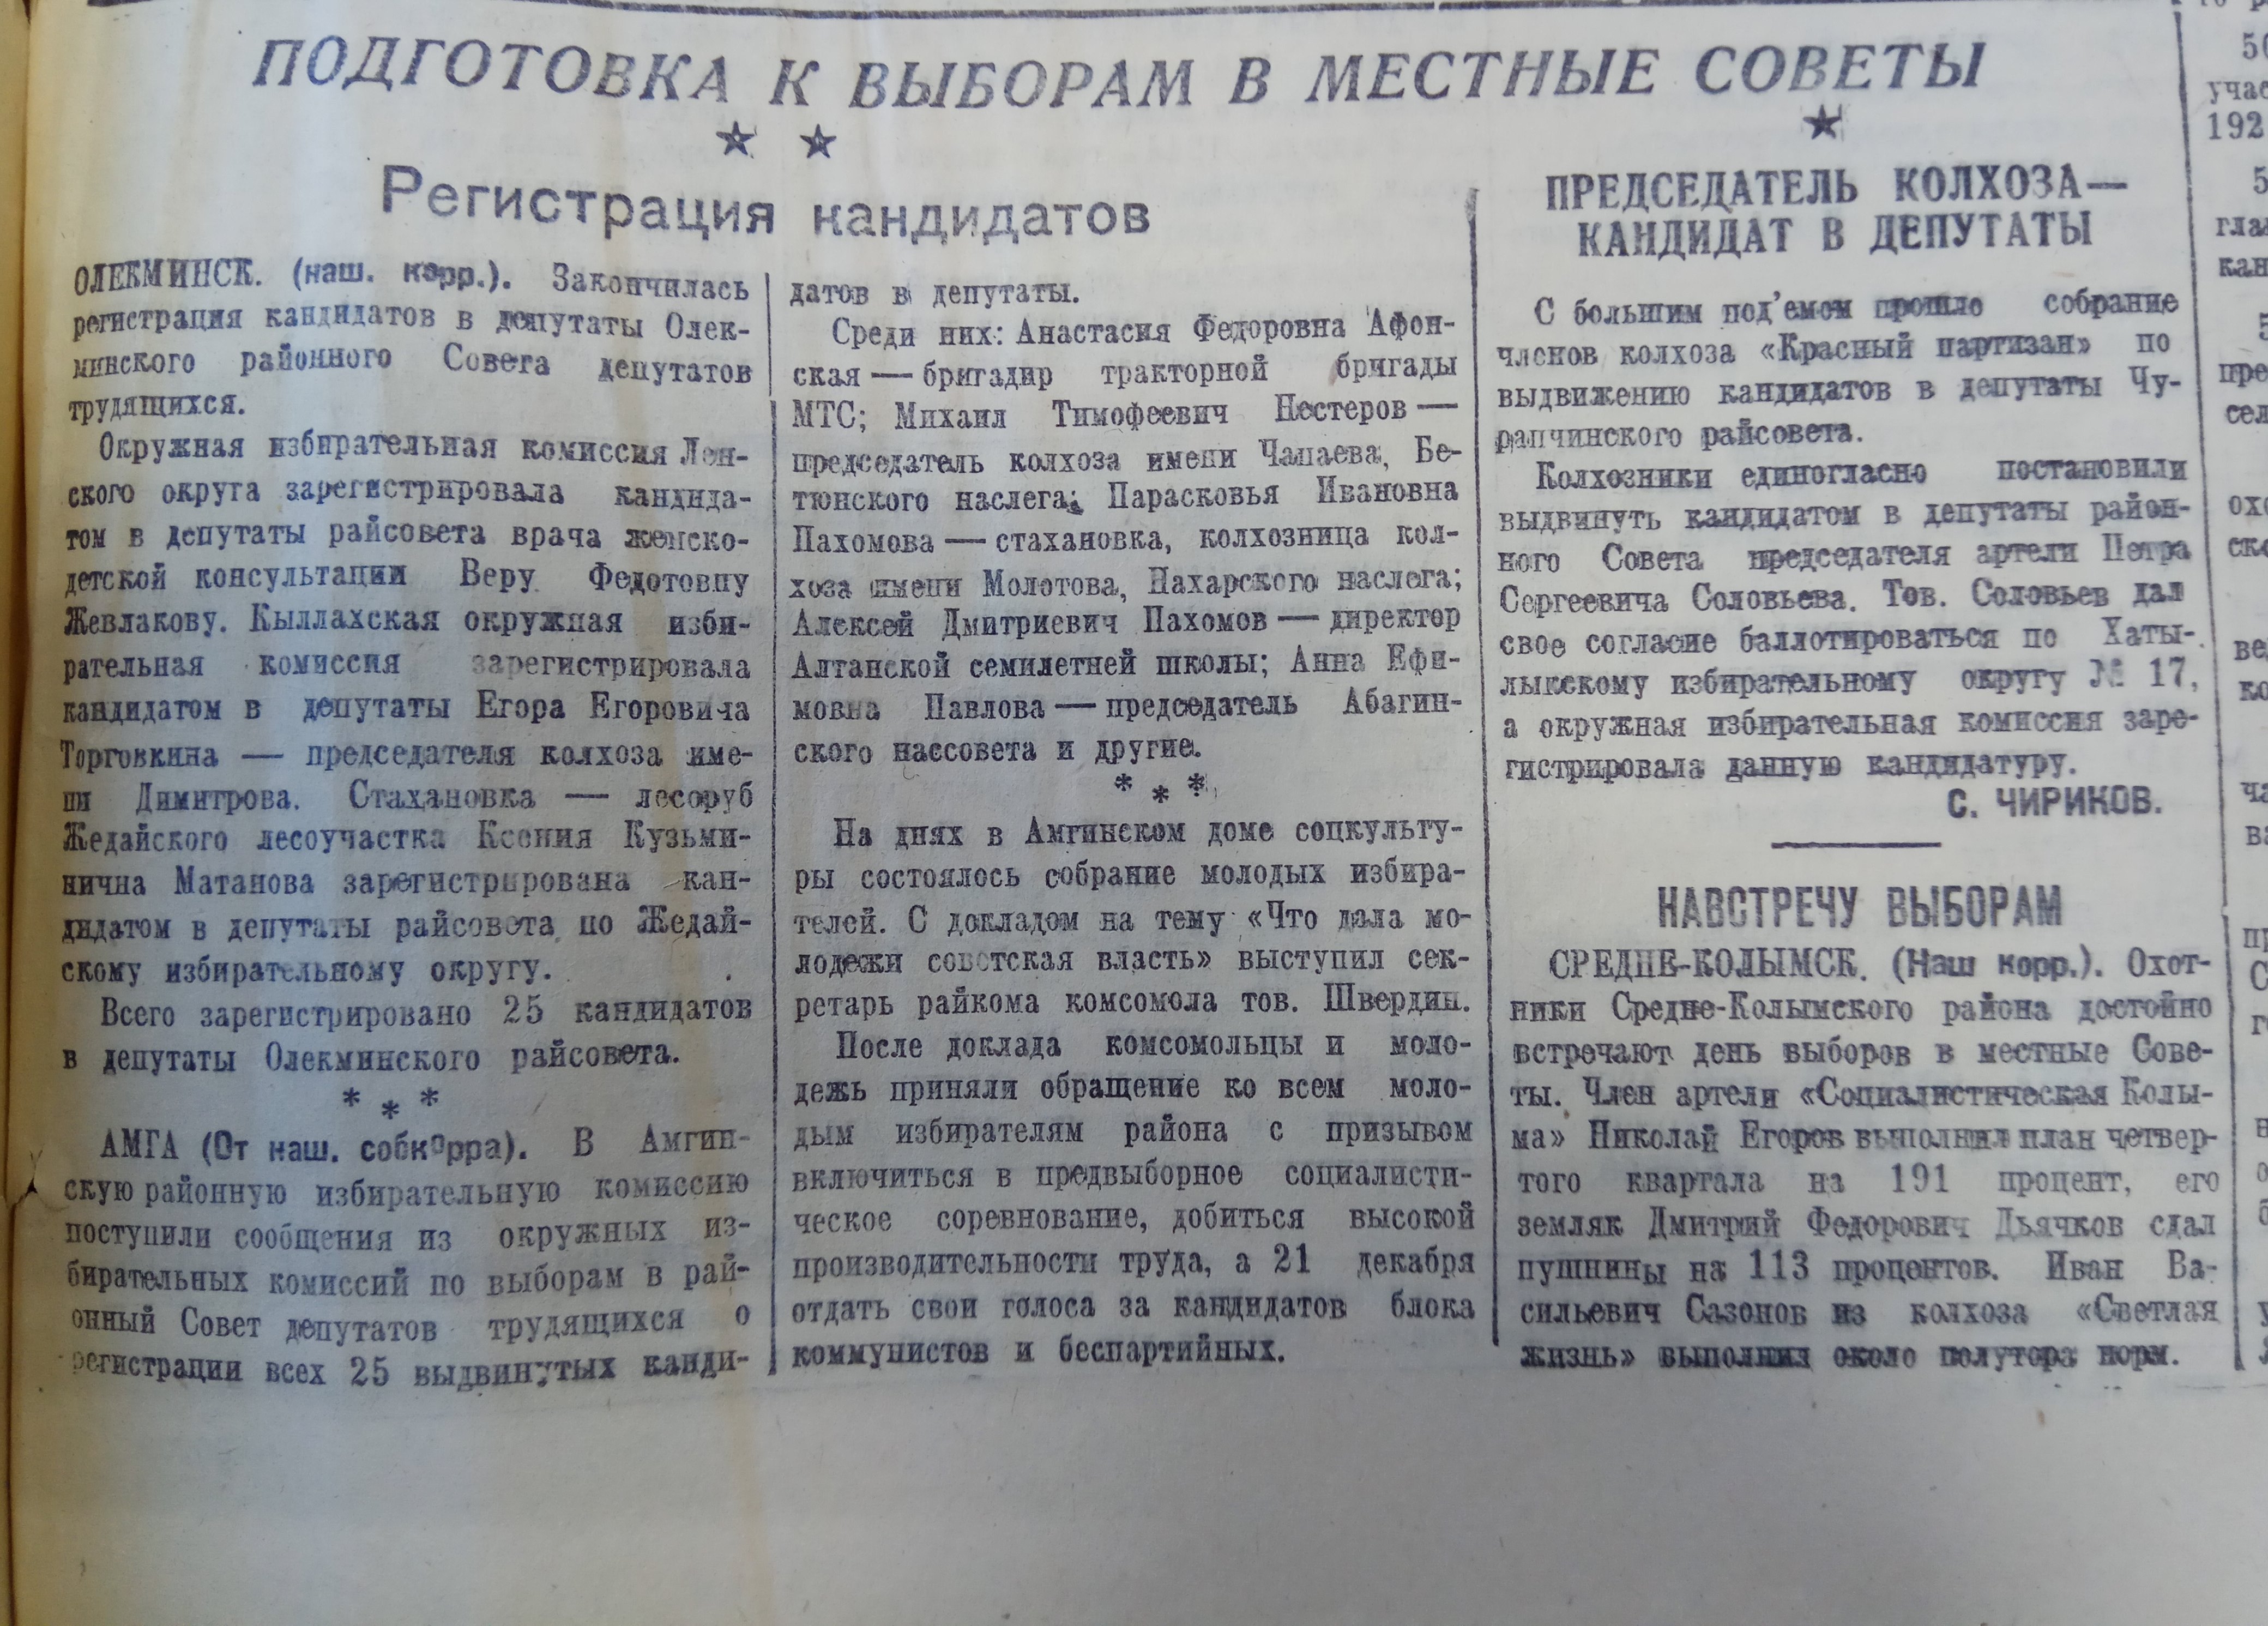 ПОДГОТОВКА К ВЫБОРАМ В МЕСТНЫЕ СОВЕТЫ
Регистрация кандидатов
ОЛЕКМИНСК. (наш. корр.). Закончилась
регистрация кандидатов в депутаты Олек-
минского районного Совета депутатов
трудящихся.
Окружная избирательная комиссия Лен-
ского округа зарегистрировала кандида-
том в депутаты райсовета врача женско-
детской консультации Веру Федотовну
Жевлакову. Кыллахская окружная изби-
рательная комиссия зарегистрировала
кандидатом в депутаты Егора Егоровича
Торговкина — председателя колхоза име-
ни Димитрова. Стахановка — лесоруб
Жедайского лесоучастка Ксения Кузьми-
нична Матанова зарегистрирована кан-
дидатом в депутаты райсовета по Жедай-
скому избирательному округу.
Всего зарегистрировано 25 кандидатов
в депутаты Олекминского райсовета.
* * *
АМГА (От наш. собкорра). В Амгин-
скую районную избирательную комиссию
поступили сообщения из окружных из-
бирательных комиссий по выборам в рай-
онный Совет депутатов трудящихся о
регистрации всех 25 выдвинутых канди-
датов в депутаты.
Среди них: Анастасия Федоровна Афон-
ская — бригадир тракторной бригады
МТС; Михаил Тимофеевич Нестеров —
председатель колхоза имени Чапаева, Бе-
тюнского наслега; Парасковья Ивановна
Пахомова — стахановка, колхозница кол-
хоза имени Молотова, Нахарского наслега;
Алексей Дмитриевич Пахомов — директор
Алтанской семилетней школы; Анна Ефи-
мовна Павлова — председатель Абагин-
ского нассовета и другие.
* * *
На днях в Амгинском доме соцкульту-
ры состоялось собрание молодых избира-
телей. С докладом на тему «Что дала мо-
лодежи советская власть» выступил сек-
ретарь райкома комсомола тов. Швердин.
После доклада комсомольцы и моло-
дежь приняли обращение ко всем моло-
дым избирателям района с призывом
включиться в предвыборное социалисти-
ческое соревнование, добиться высокой
производительности труда, а 21 декабря
отдать свои голоса за кандидатов блока
коммунистов и беспартийных.
ПРЕДСЕДАТЕЛЬ КОЛХОЗА—
КАНДИДАТ В ДЕПУТАТЫ
С большим под'емом прошло собрание
членов колхоза «Красный партизан» по
выдвижению кандидатов в депутаты Чу-
рапчинского райсовета.
Колхозники единогласно постановили
выдвинуть кандидатом в депутаты район-
ного Совета председателя артели Петра
Сергеевича Соловьева. Тов. Соловьев дал
свое согласие баллотироваться по Хаты-
лыкскому избирательному округу № 17,
а окружная избирательная комиссия заре-
гистрировала данную кандидатуру.
С. ЧИРИКОВ.
НАВСТРЕЧУ ВЫБОРАМ
СРЕДНЕ-КОЛЫМСК. (Наш корр.). Охот-
ники Средне-Колымского района достойно
встречают день выборов в местные Сове-
ты. Член артели «Социалистическая Колы-
ма» Николай Егоров выполнил план четвер-
того квартала на 191 процент, его
земляк Дмитрий Федорович Дьячков сдал
пушнины на 113 процентов. Иван Ва-
сильевич Сазонов из колхоза «Светлая
жизнь» выполнил около полутора норм.